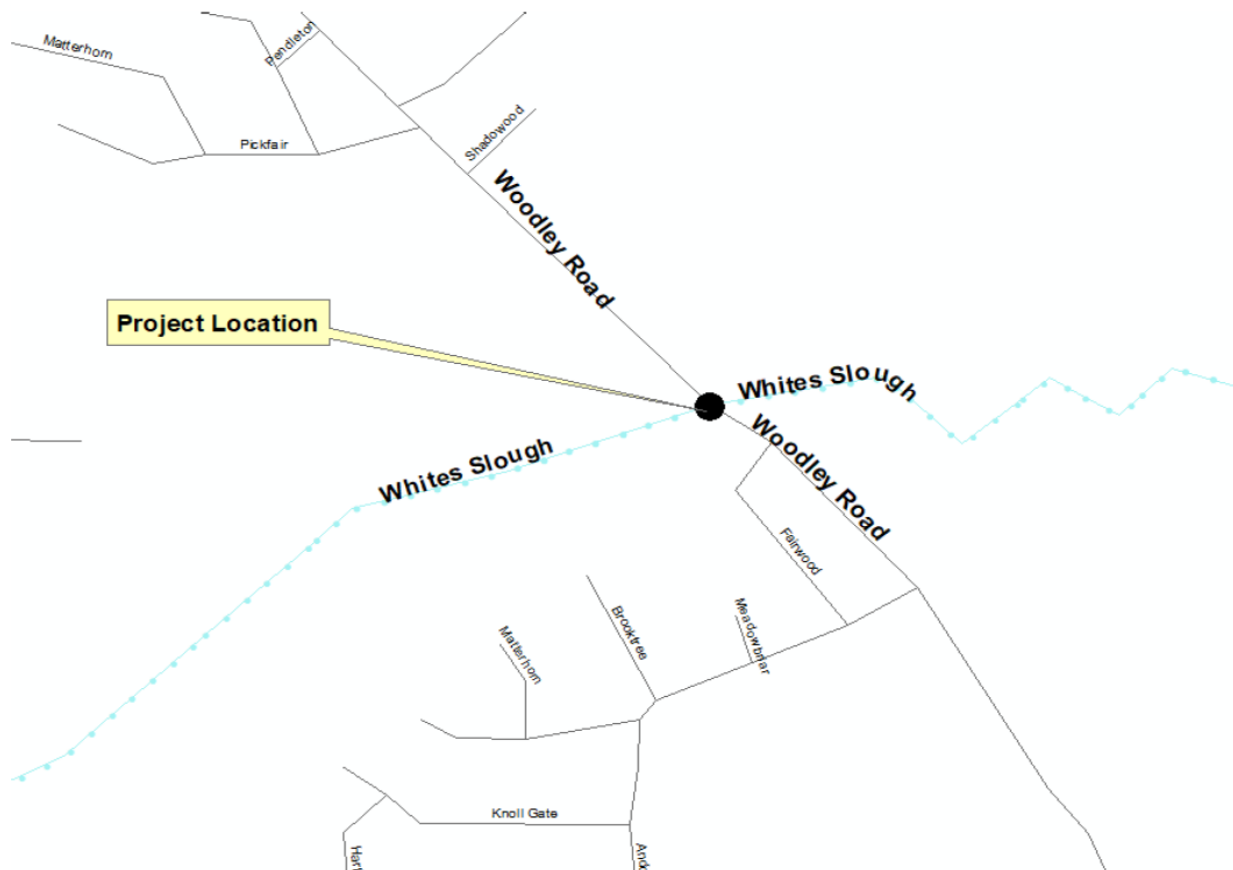 Pendleton
Matterhorn
Shadowood
Pickfair
Woodley Road
Project Location
Whites Slough
Whites Slough
Woodley Road
Fairwood
Brooktree
Meadowbriar
Matterhorn
Knoll Gate